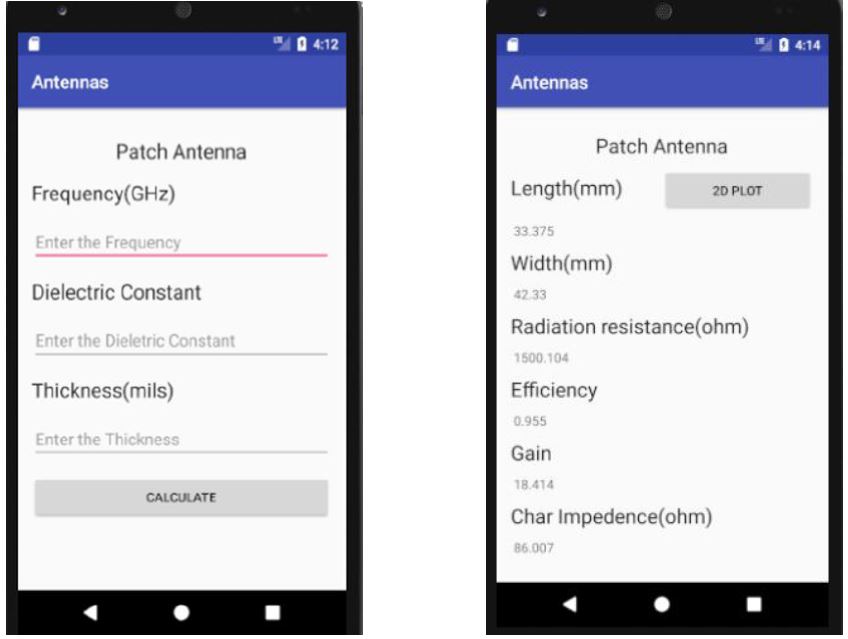 4:12
Antennas
Patch Antenna
Frequency(GHz)
Enter the Frequency
Dielectric Constant
Enter the Dieletric Constant
Thickness(mils)
Enter the Thickness
CALCULATE
4:14
Antennas
Patch Antenna
Length(mm)
2D PLOT
33.375
Width(mm)
42.33
Radiation resistance(ohm)
1500.104
Efficiency
0.955
Gain
18.414
Char Impedence(ohm)
86.007